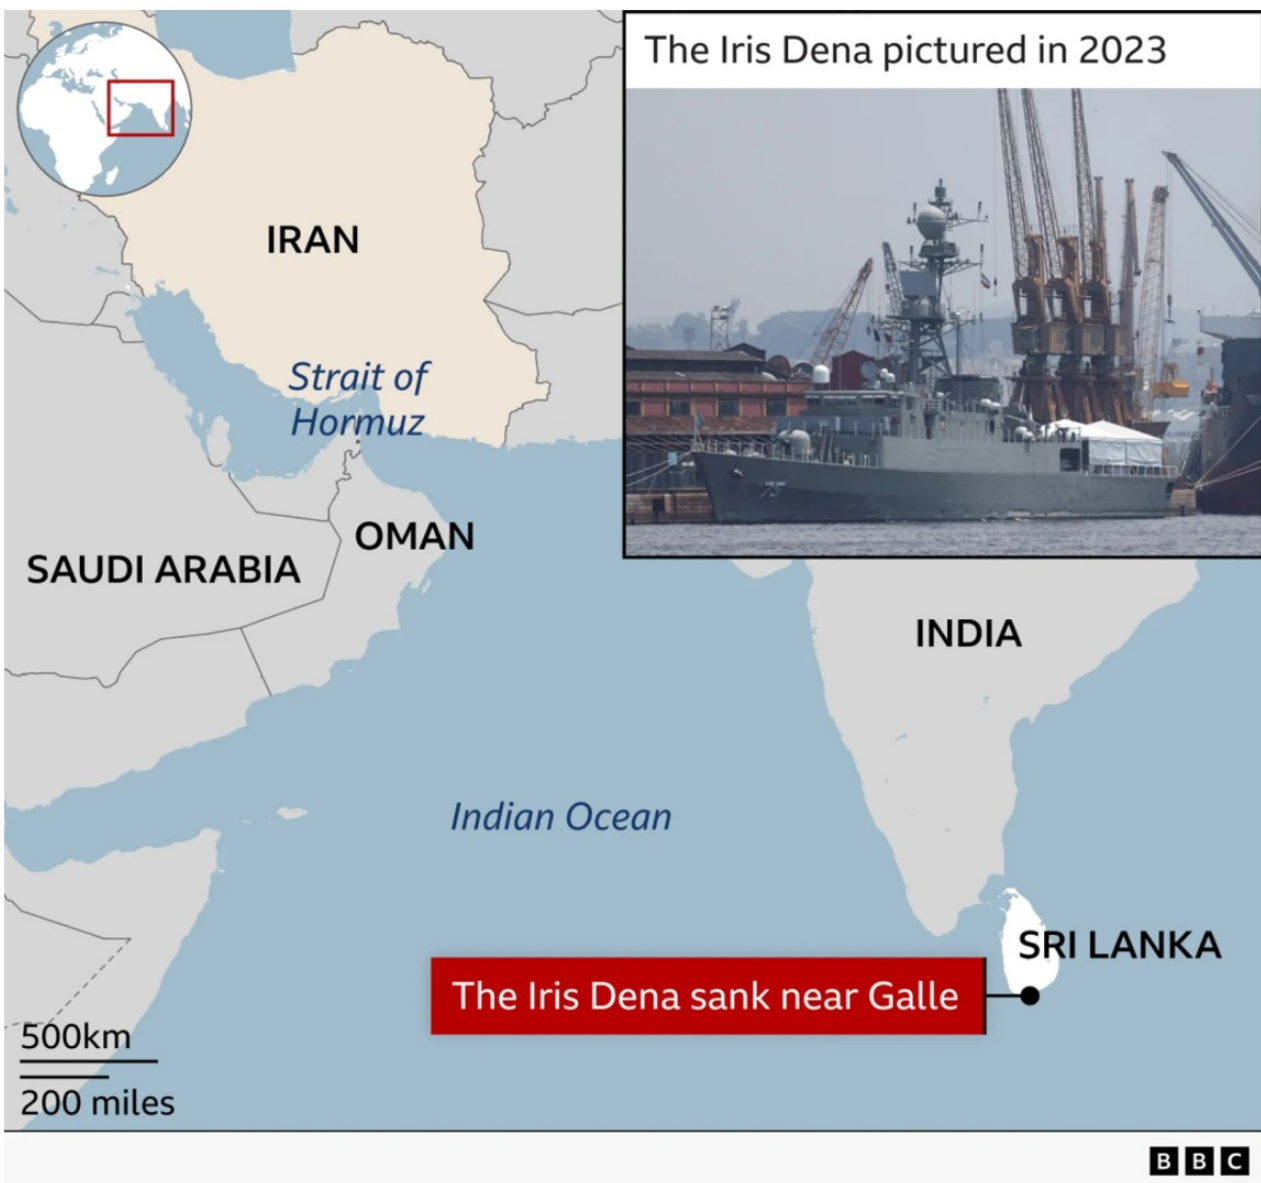 The Iris Dena pictured in 2023
IRAN
Strait of
Hormuz
75
OMAN
SAUDI ARABIA
INDIA
Indian Ocean
SRI LANKA
The Iris Dena sank near Galle
500km
200 miles
BBC